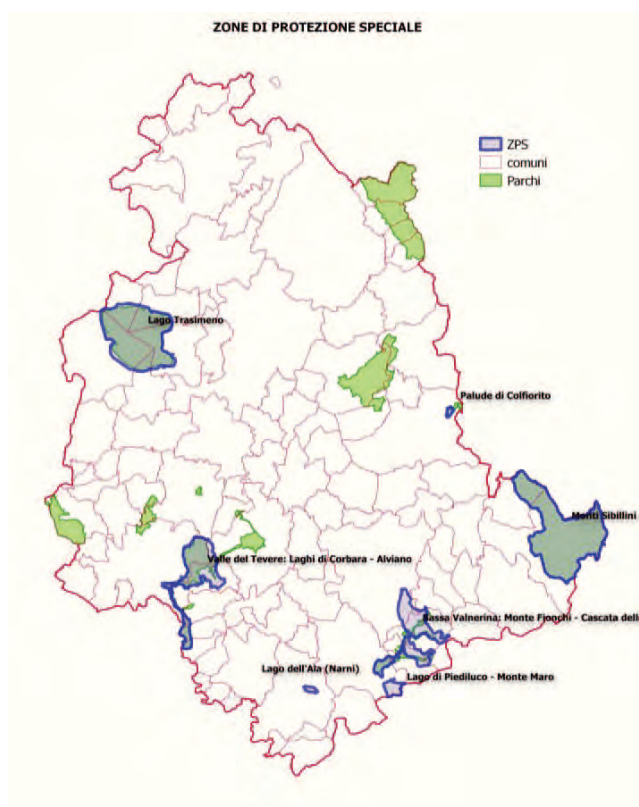 ZONE DI PROTEZIONE SPECIALE
ZPS
comuni
Parchi
Lago Trasimeno
Palude di Colfiorito
Monti Sibillini
Valle del Tevere: Laghi di Corbara - Alviano
Bassa Valnerina: Monte Fionchi - Cascata delle
Lago dell'Aia (Narni)
Lago di Piediluco - Monte Maro